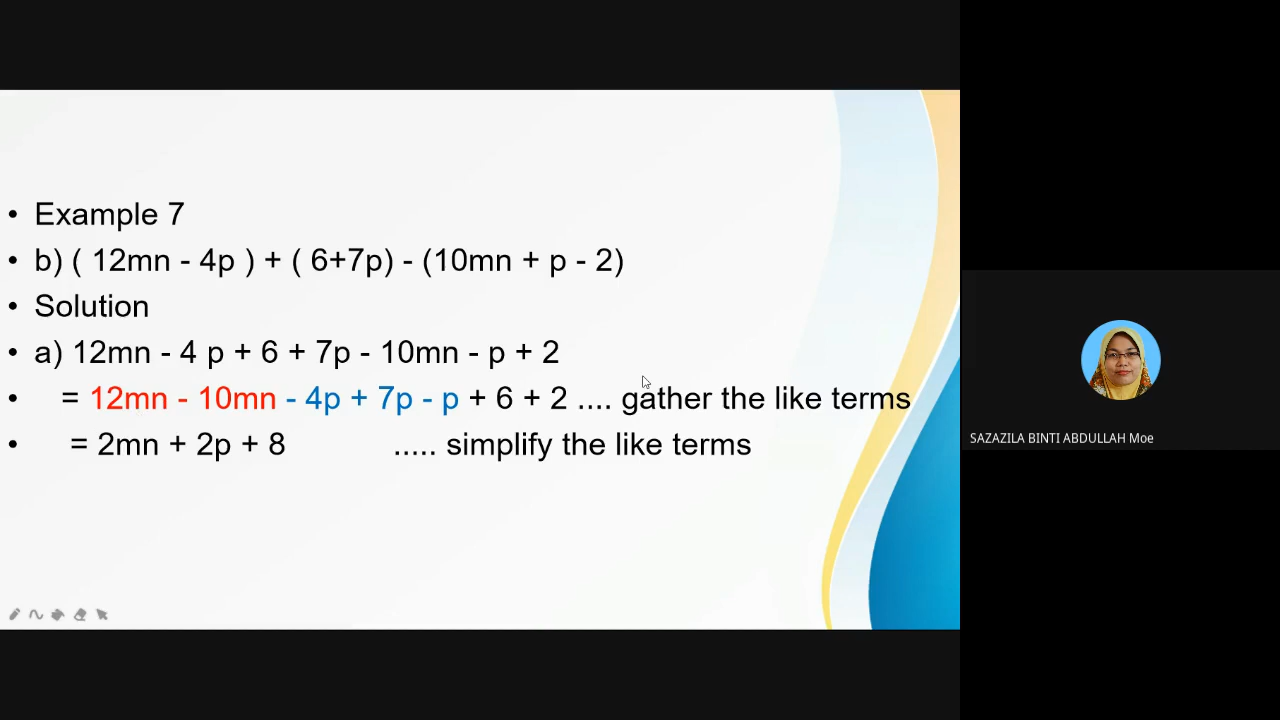 • Example 7
• b) ( 12mn - 4p ) + ( 6+7p) - (10mn + p - 2)
• Solution
• a) 12mn - 4 p + 6 + 7p - 10mn - p + 2
• = 12mn - 10mn - 4p + 7p - p + 6 + 2 .... gather the like terms
• = 2mn + 2p + 8 ..... simplify the like terms
SAZAZILA BINTI ABDULLAH Moe